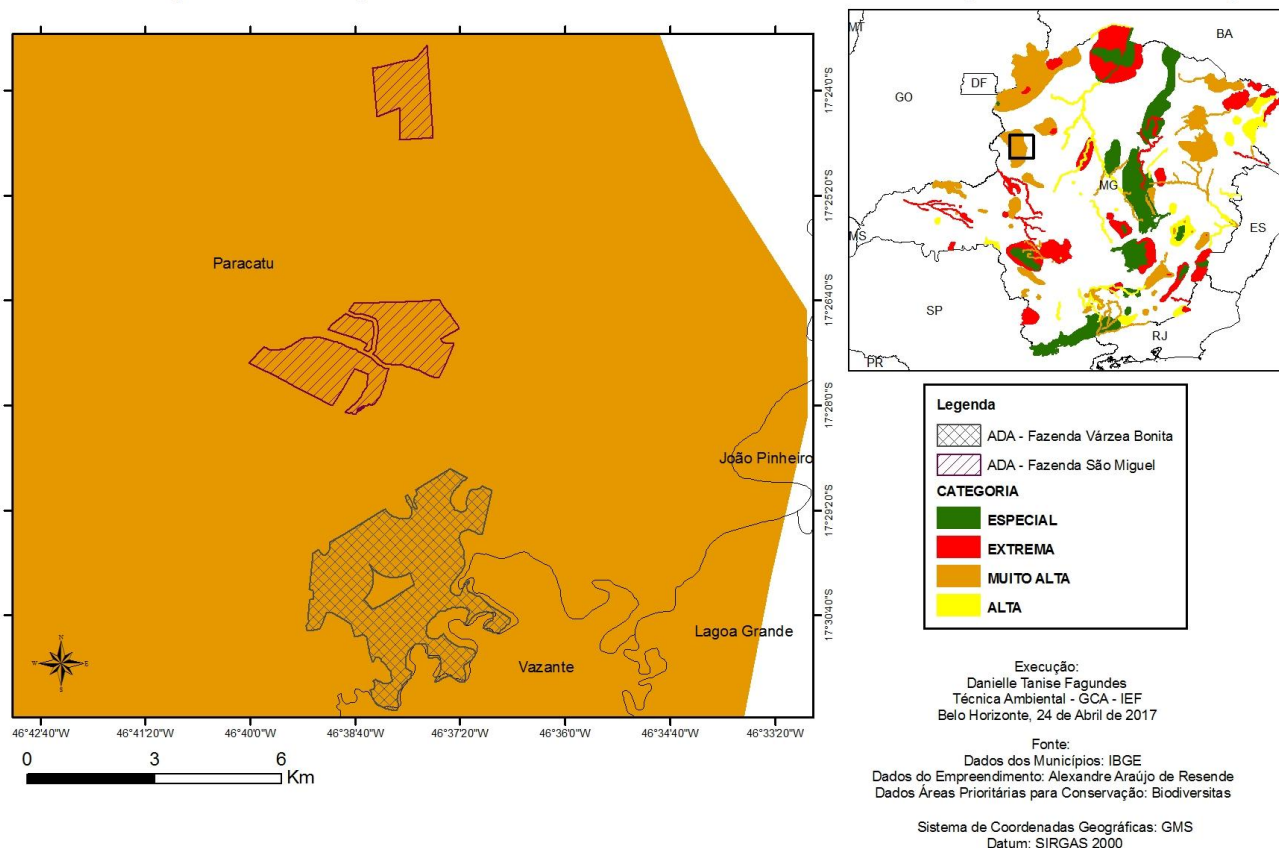 MT
BA
DF
GO
MG
ES
MS
SP
RJ
PR
17°24'0"S
17°25'20"S
17°26'40"S
17°28'0"S
17°29'20"S
17°30'40"S
Paracatu
João Pinheiro
Lagoa Grande
Vazante
N
W
E
S
46°42'40"W
46°41'20"W
46°40'0"W
46°38'40"W
46°37'20"W
46°36'0"W
46°34'40"W
46°33'20"W
0 3 6
Km
Legenda
ADA - Fazenda Várzea Bonita
ADA - Fazenda São Miguel
CATEGORIA
ESPECIAL
EXTREMA
MUITO ALTA
ALTA
Execução:
Danielle Tanise Fagundes
Técnica Ambiental - GCA - IEF
Belo Horizonte, 24 de Abril de 2017
Fonte:
Dados dos Municípios: IBGE
Dados do Empreendimento: Alexandre Araújo de Resende
Dados Áreas Prioritárias para Conservação: Biodiversitas
Sistema de Coordenadas Geográficas: GMS
Datum: SIRGAS 2000